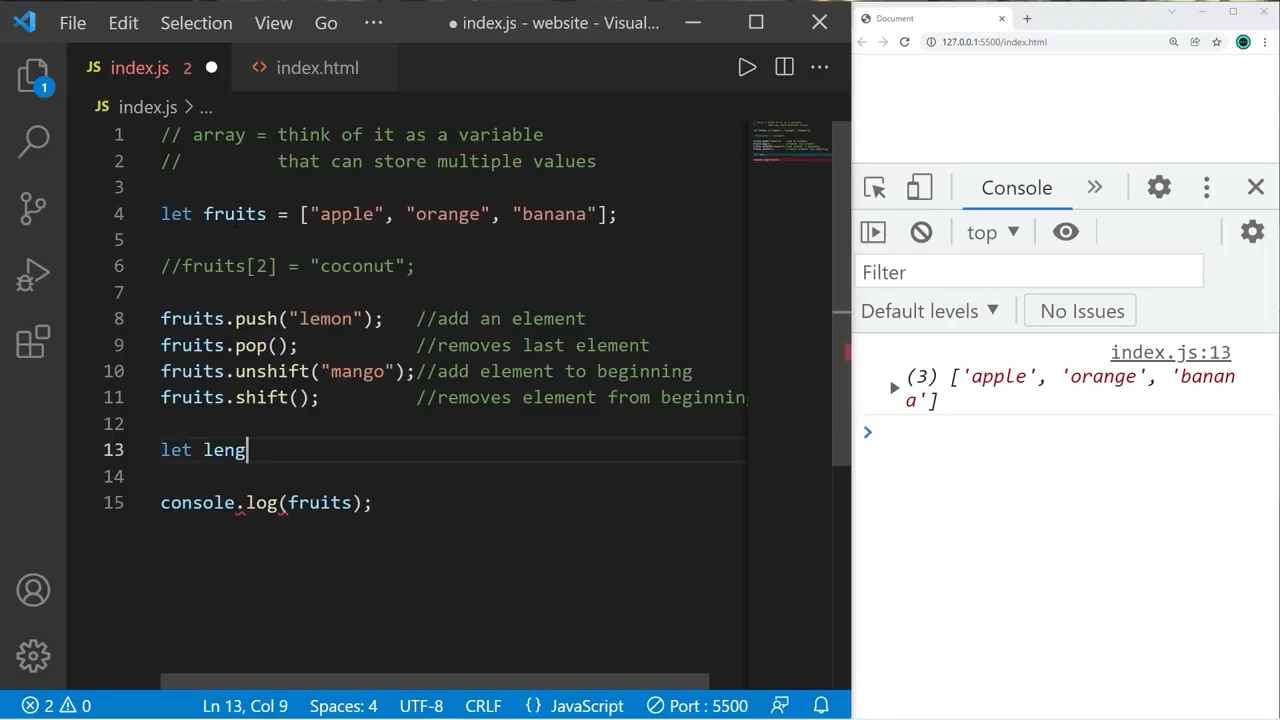 File Edit Selection View Go ··· ● index.js - website - Visual...
JS index.js 2 ● <> index.html
JS index.js > ...
1 // array = think of it as a variable
2 // that can store multiple values
3
4 let fruits = ["apple", "orange", "banana"];
5
6 //fruits[2] = "coconut";
7
8 fruits.push("lemon"); //add an element
9 fruits.pop(); //removes last element
10 fruits.unshift("mango");//add element to beginning
11 fruits.shift(); //removes element from beginnin
12
13 let leng
14
15 console.log(fruits);
1
2 0 Ln 13, Col 9 Spaces: 4 UTF-8 CRLF {} JavaScript Port : 5500
Document
127.0.0.1:5500/index.html
Console
top
Filter
Default levels No Issues
index.js:13
(3) ['apple', 'orange', 'banan
a']